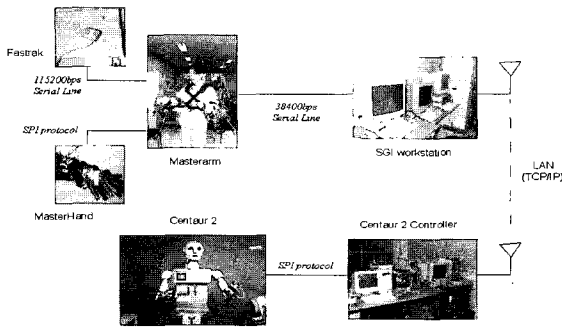 Fastrak
115200bps
Serial Line
SPI protocol
MasterHand
Masterarm
38400bps
Serial Line
SGI workstation
LAN
(TCP/IP)
Centaur 2
SPI protocol
Centaur 2 Controller